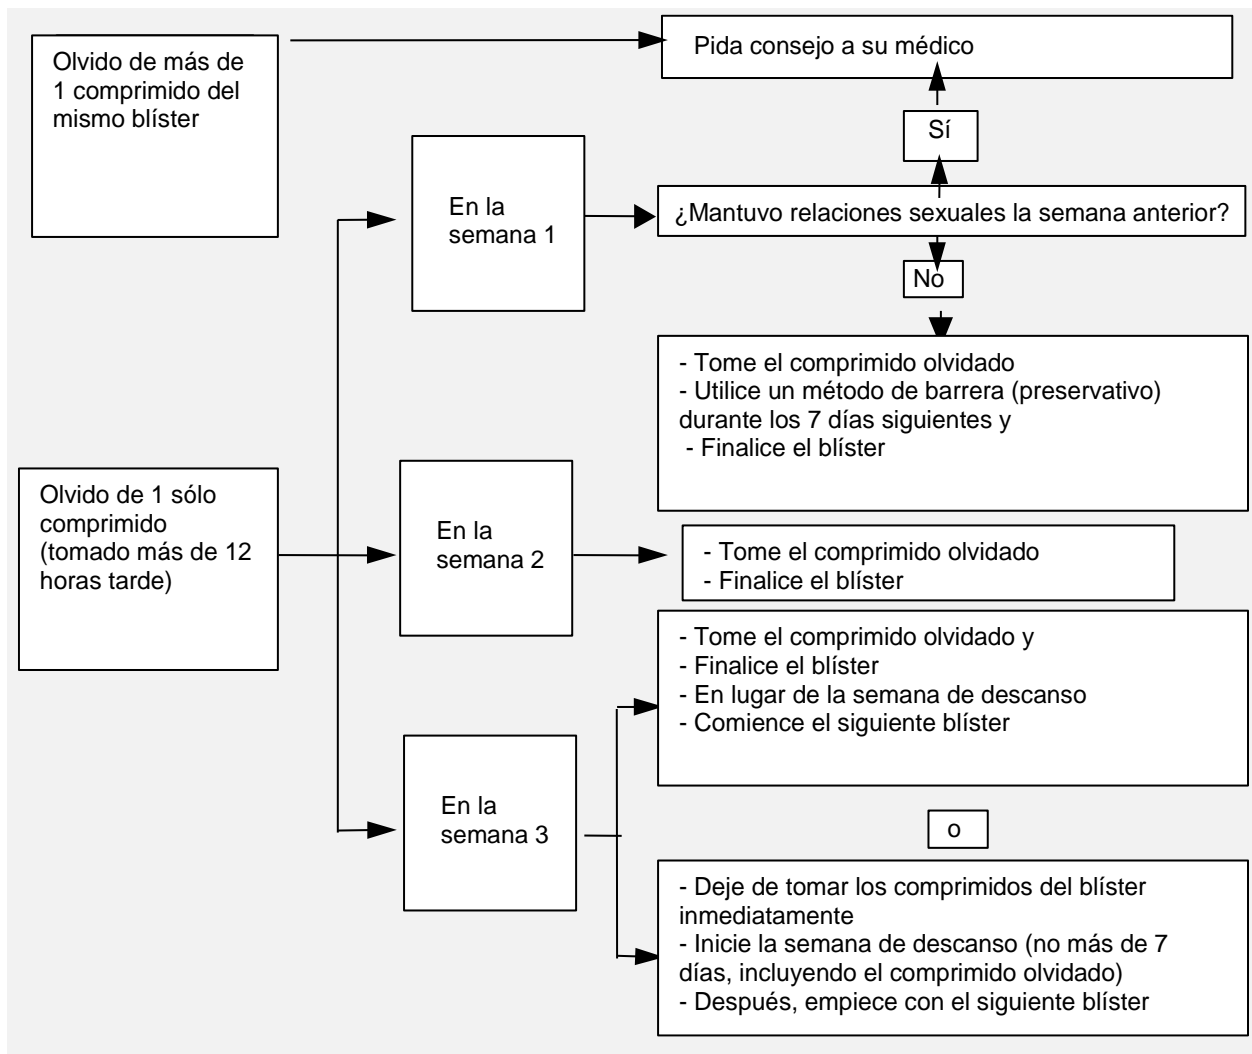 Olvido de más de
1 comprimido del
mismo blíster
Pida consejo a su médico
Sí
En la
semana 1
¿Mantuvo relaciones sexuales la semana anterior?
No
- Tome el comprimido olvidado
- Utilice un método de barrera (preservativo)
durante los 7 días siguientes y
- Finalice el blíster
Olvido de 1 sólo
comprimido
(tomado más de 12
horas tarde)
En la
semana 2
- Tome el comprimido olvidado
- Finalice el blíster
En la
semana 3
- Tome el comprimido olvidado y
- Finalice el blíster
- En lugar de la semana de descanso
- Comience el siguiente blíster
o
- Deje de tomar los comprimidos del blíster
inmediatamente
- Inicie la semana de descanso (no más de 7
días, incluyendo el comprimido olvidado)
- Después, empiece con el siguiente blíster